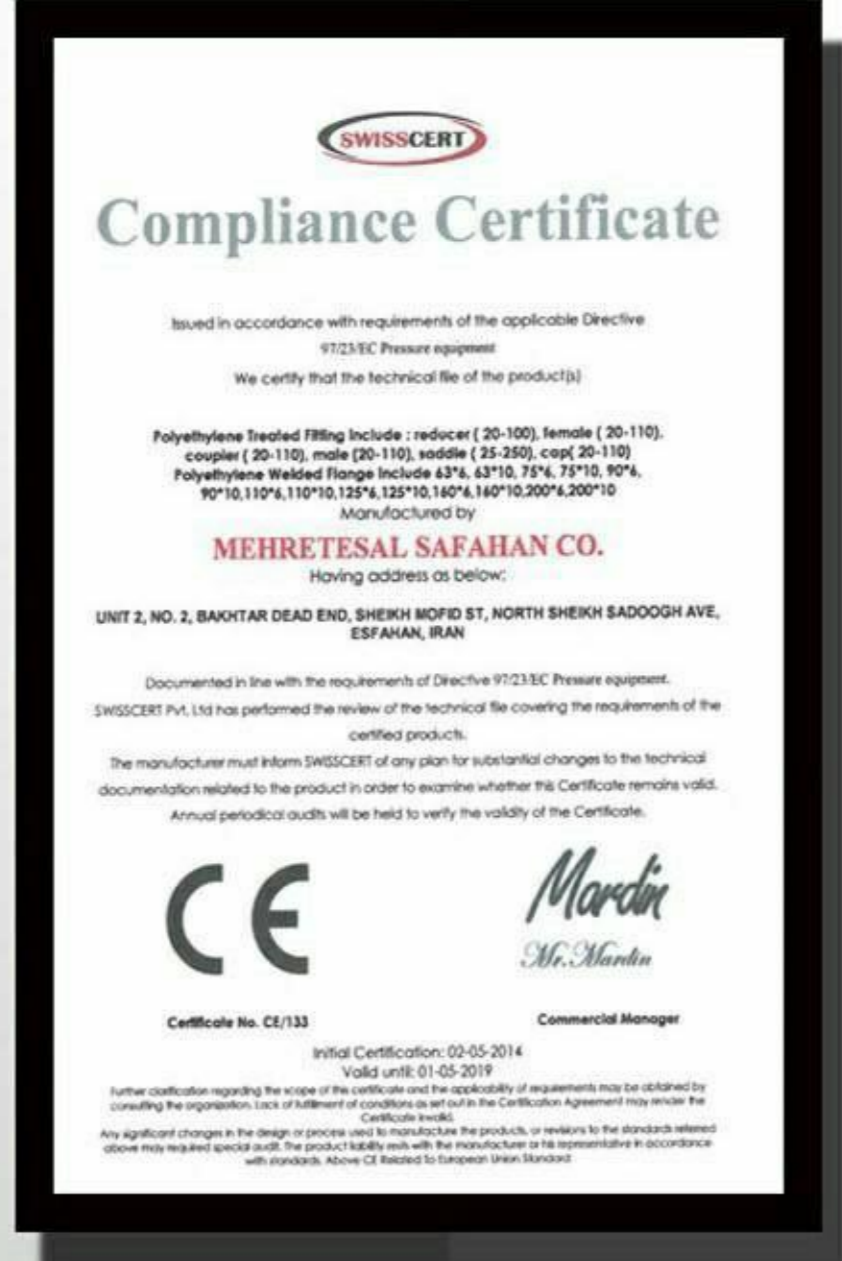 SWISSCERT
Compliance Certificate
Issued in accordance with requirements of the applicable Directive
97/23/EC Pressure equipment
We certify that the technical file of the product(s)
Polyethylene Treated Fitting Include : reducer ( 20-100), female ( 20-110),
coupler ( 20-110), male (20-110), saddle ( 25-250), cap( 20-110)
Polyethylene Welded Flange Include 63*6, 63*10, 75*6, 75*10, 90*6,
90*10,110*6,110*10,125*6,125*10,160*6,160*10,200*6,200*10
Manufactured by
MEHRETESAL SAFAHAN CO.
Having address as below:
UNIT 2, NO. 2, BAKHTAR DEAD END, SHEIKH MOFID ST, NORTH SHEIKH SADOOGH AVE,
ESFAHAN, IRAN
Documented in line with the requirements of Directive 97/23/EC Pressure equipment.
SWISSCERT Pvt. Ltd has performed the review of the technical file covering the requirements of the
certified products.
The manufacturer must inform SWISSCERT of any plan for substantial changes to the technical
documentation related to the product in order to examine whether this Certificate remains valid.
Annual periodical audits will be held to verify the validity of the Certificate.
CE
Mardin
Mr. Mardin
Certificate No. CE/133
Commercial Manager
Initial Certification: 02-05-2014
Valid until: 01-05-2019
Further clarification regarding the scope of this certificate and the applicability of requirements may be obtained by
consulting the organization. Lack of fulfillment of conditions as set out in the Certification Agreement may render the
Certificate invalid.
Any significant changes in the design or process used to manufacture the products, or revisions to the standards referred
above may required special audit. The product liability rests with the manufacturer or his representative in accordance
with standards. Above CE Related to European Union Standard